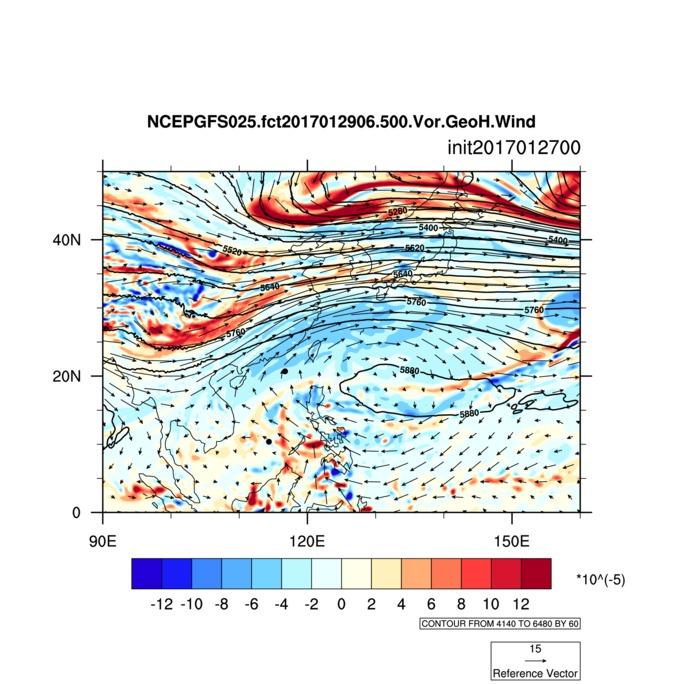 NCEPGFS025.fct2017012906.500.Vor.GeoH.Wind
init2017012700
5280
5400
5400
40N
5520
5520
5640
5640
5760
5760
5760
5880
20N
5880
0
90E 120E 150E
-12 -10 -8 -6 -4 -2 0 2 4 6 8 10 12
*10^(-5)
CONTOUR FROM 4140 TO 6480 BY 60
15
Reference Vector